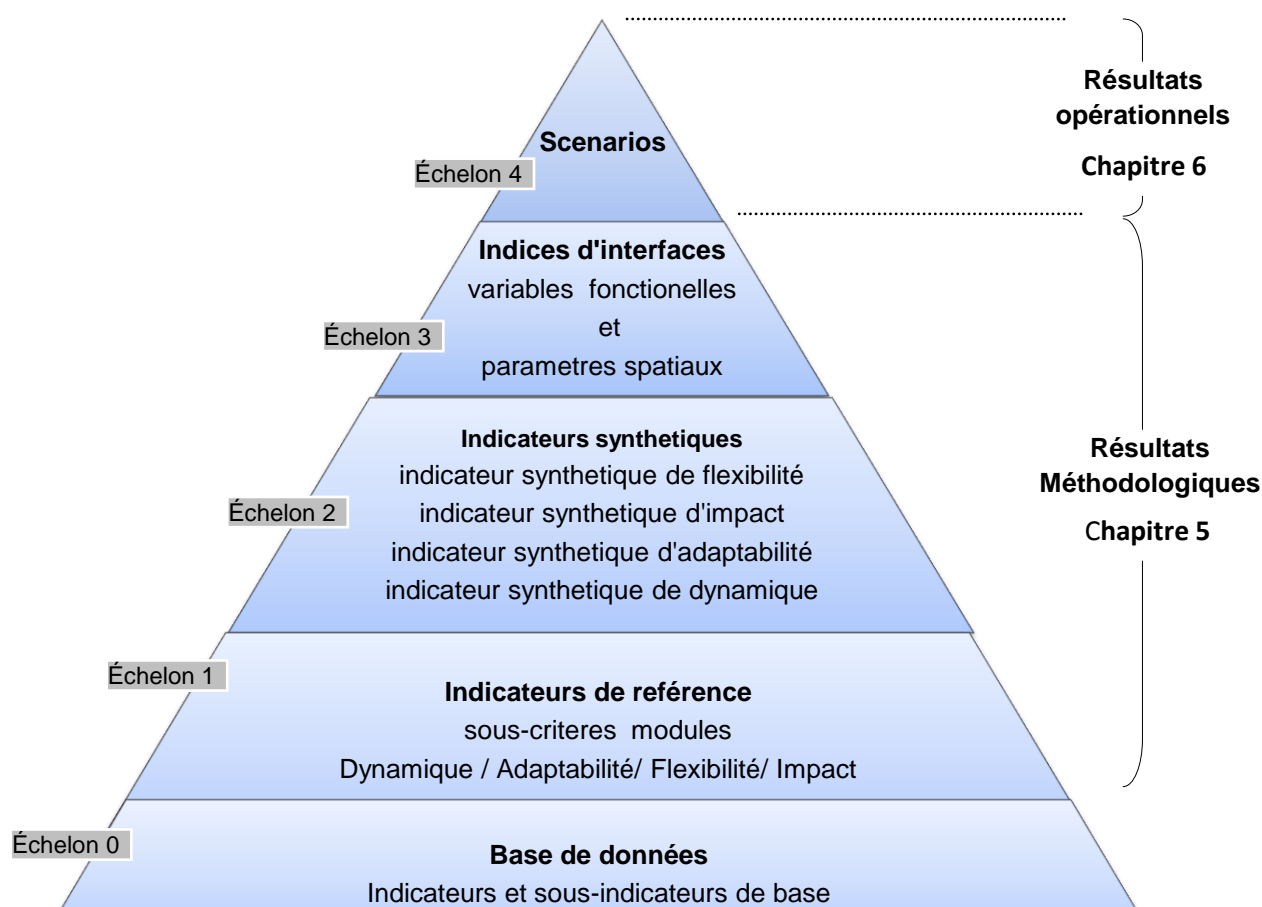 Scenarios
Échelon 4
Indices d'interfaces
variables fonctionelles
et
parametres spatiaux
Échelon 3
Indicateurs synthetiques
indicateur synthetique de flexibilité
indicateur synthetique d'impact
indicateur synthetique d'adaptabilité
indicateur synthetique de dynamique
Échelon 2
Échelon 1
Indicateurs de reférence
sous-criteres modules
Dynamique / Adaptabilité/ Flexibilité/ Impact
Échelon 0
Base de données
Indicateurs et sous-indicateurs de base
Résultats
opérationnels
Chapitre 6
Résultats
Méthodologiques
Chapitre 5